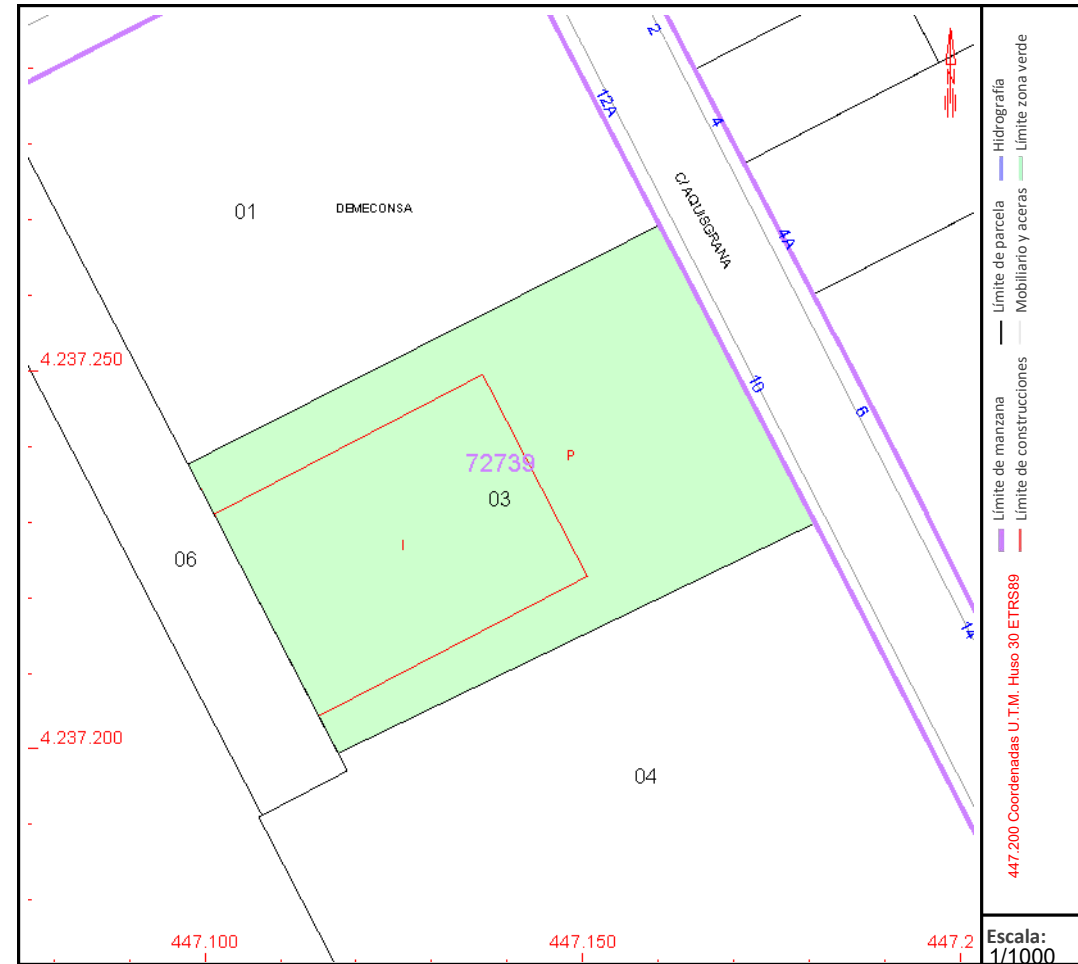 2
12A
4
C/ AQUISGRANA
4A
01
DEMECONSA
4.237.250
10
6
72739
P
03
I
06
14
4.237.200
04
447.100
447.150
447.2
N
Límite de manzana
Límite de parcela
Hidrografía
Límite de construcciones
Mobiliario y aceras
Límite zona verde
447.200 Coordenadas U.T.M. Huso 30 ETRS89
Escala:
1/1000